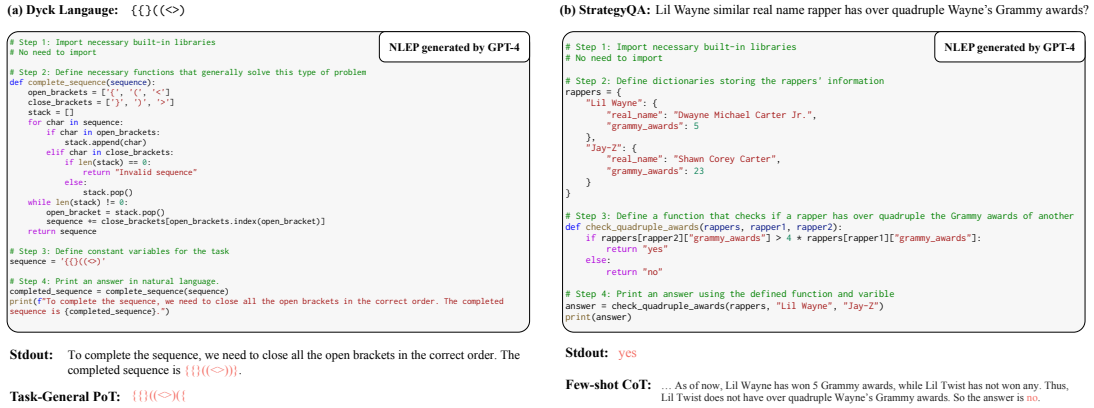 (a) Dyck Langauge: {{}((<>)
NLEP generated by GPT-4
# Step 1: Import necessary built-in libraries
# No need to import
# Step 2: Define necessary functions that generally solve this type of problem
def complete_sequence(sequence):
    open_brackets = ['{', '(', '<']
    close_brackets = ['}', ')', '>']
    stack = []
    for char in sequence:
        if char in open_brackets:
            stack.append(char)
        elif char in close_brackets:
            if len(stack) == 0:
                return "Invalid sequence"
            else:
                stack.pop()
    while len(stack) != 0:
        open_bracket = stack.pop()
        sequence += close_brackets[open_brackets.index(open_bracket)]
    return sequence
# Step 3: Define constant variables for the task
sequence = '{{}((<>)'
# Step 4: Print an answer in natural language.
completed_sequence = complete_sequence(sequence)
print(f"To complete the sequence, we need to close all the open brackets in the correct order. The completed
sequence is {completed_sequence}.")
Stdout: To complete the sequence, we need to close all the open brackets in the correct order. The
completed sequence is {{}((<>))}.
Task-General PoT: {{}((<>)({
(b) StrategyQA: Lil Wayne similar real name rapper has over quadruple Wayne's Grammy awards?
NLEP generated by GPT-4
# Step 1: Import necessary built-in libraries
# No need to import
# Step 2: Define dictionaries storing the rappers' information
rappers = {
    "Lil Wayne": {
        "real_name": "Dwayne Michael Carter Jr.",
        "grammy_awards": 5
    },
    "Jay-Z": {
        "real_name": "Shawn Corey Carter",
        "grammy_awards": 23
    }
}
# Step 3: Define a function that checks if a rapper has over quadruple the Grammy awards of another
def check_quadruple_awards(rappers, rapper1, rapper2):
    if rappers[rapper2]["grammy_awards"] > 4 * rappers[rapper1]["grammy_awards"]:
        return "yes"
    else:
        return "no"
# Step 4: Print an answer using the defined function and varible
answer = check_quadruple_awards(rappers, "Lil Wayne", "Jay-Z")
print(answer)
Stdout: yes
Few-shot CoT: … As of now, Lil Wayne has won 5 Grammy awards, while Lil Twist has not won any. Thus,
Lil Twist does not have over quadruple Wayne's Grammy awards. So the answer is no.